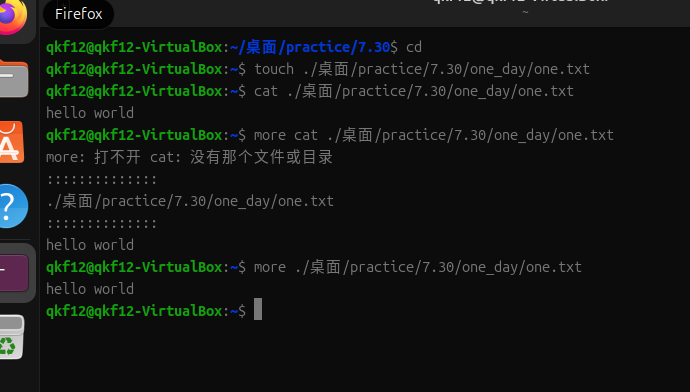 Firefox
~
qkf12@qkf12-VirtualBox:~/桌面/practice/7.30$ cd
qkf12@qkf12-VirtualBox:~$ touch ./桌面/practice/7.30/one_day/one.txt
qkf12@qkf12-VirtualBox:~$ cat ./桌面/practice/7.30/one_day/one.txt
hello world
qkf12@qkf12-VirtualBox:~$ more cat ./桌面/practice/7.30/one_day/one.txt
more: 打不开 cat: 没有那个文件或目录
::::::::::::::
./桌面/practice/7.30/one_day/one.txt
::::::::::::::
hello world
qkf12@qkf12-VirtualBox:~$ more ./桌面/practice/7.30/one_day/one.txt
hello world
qkf12@qkf12-VirtualBox:~$